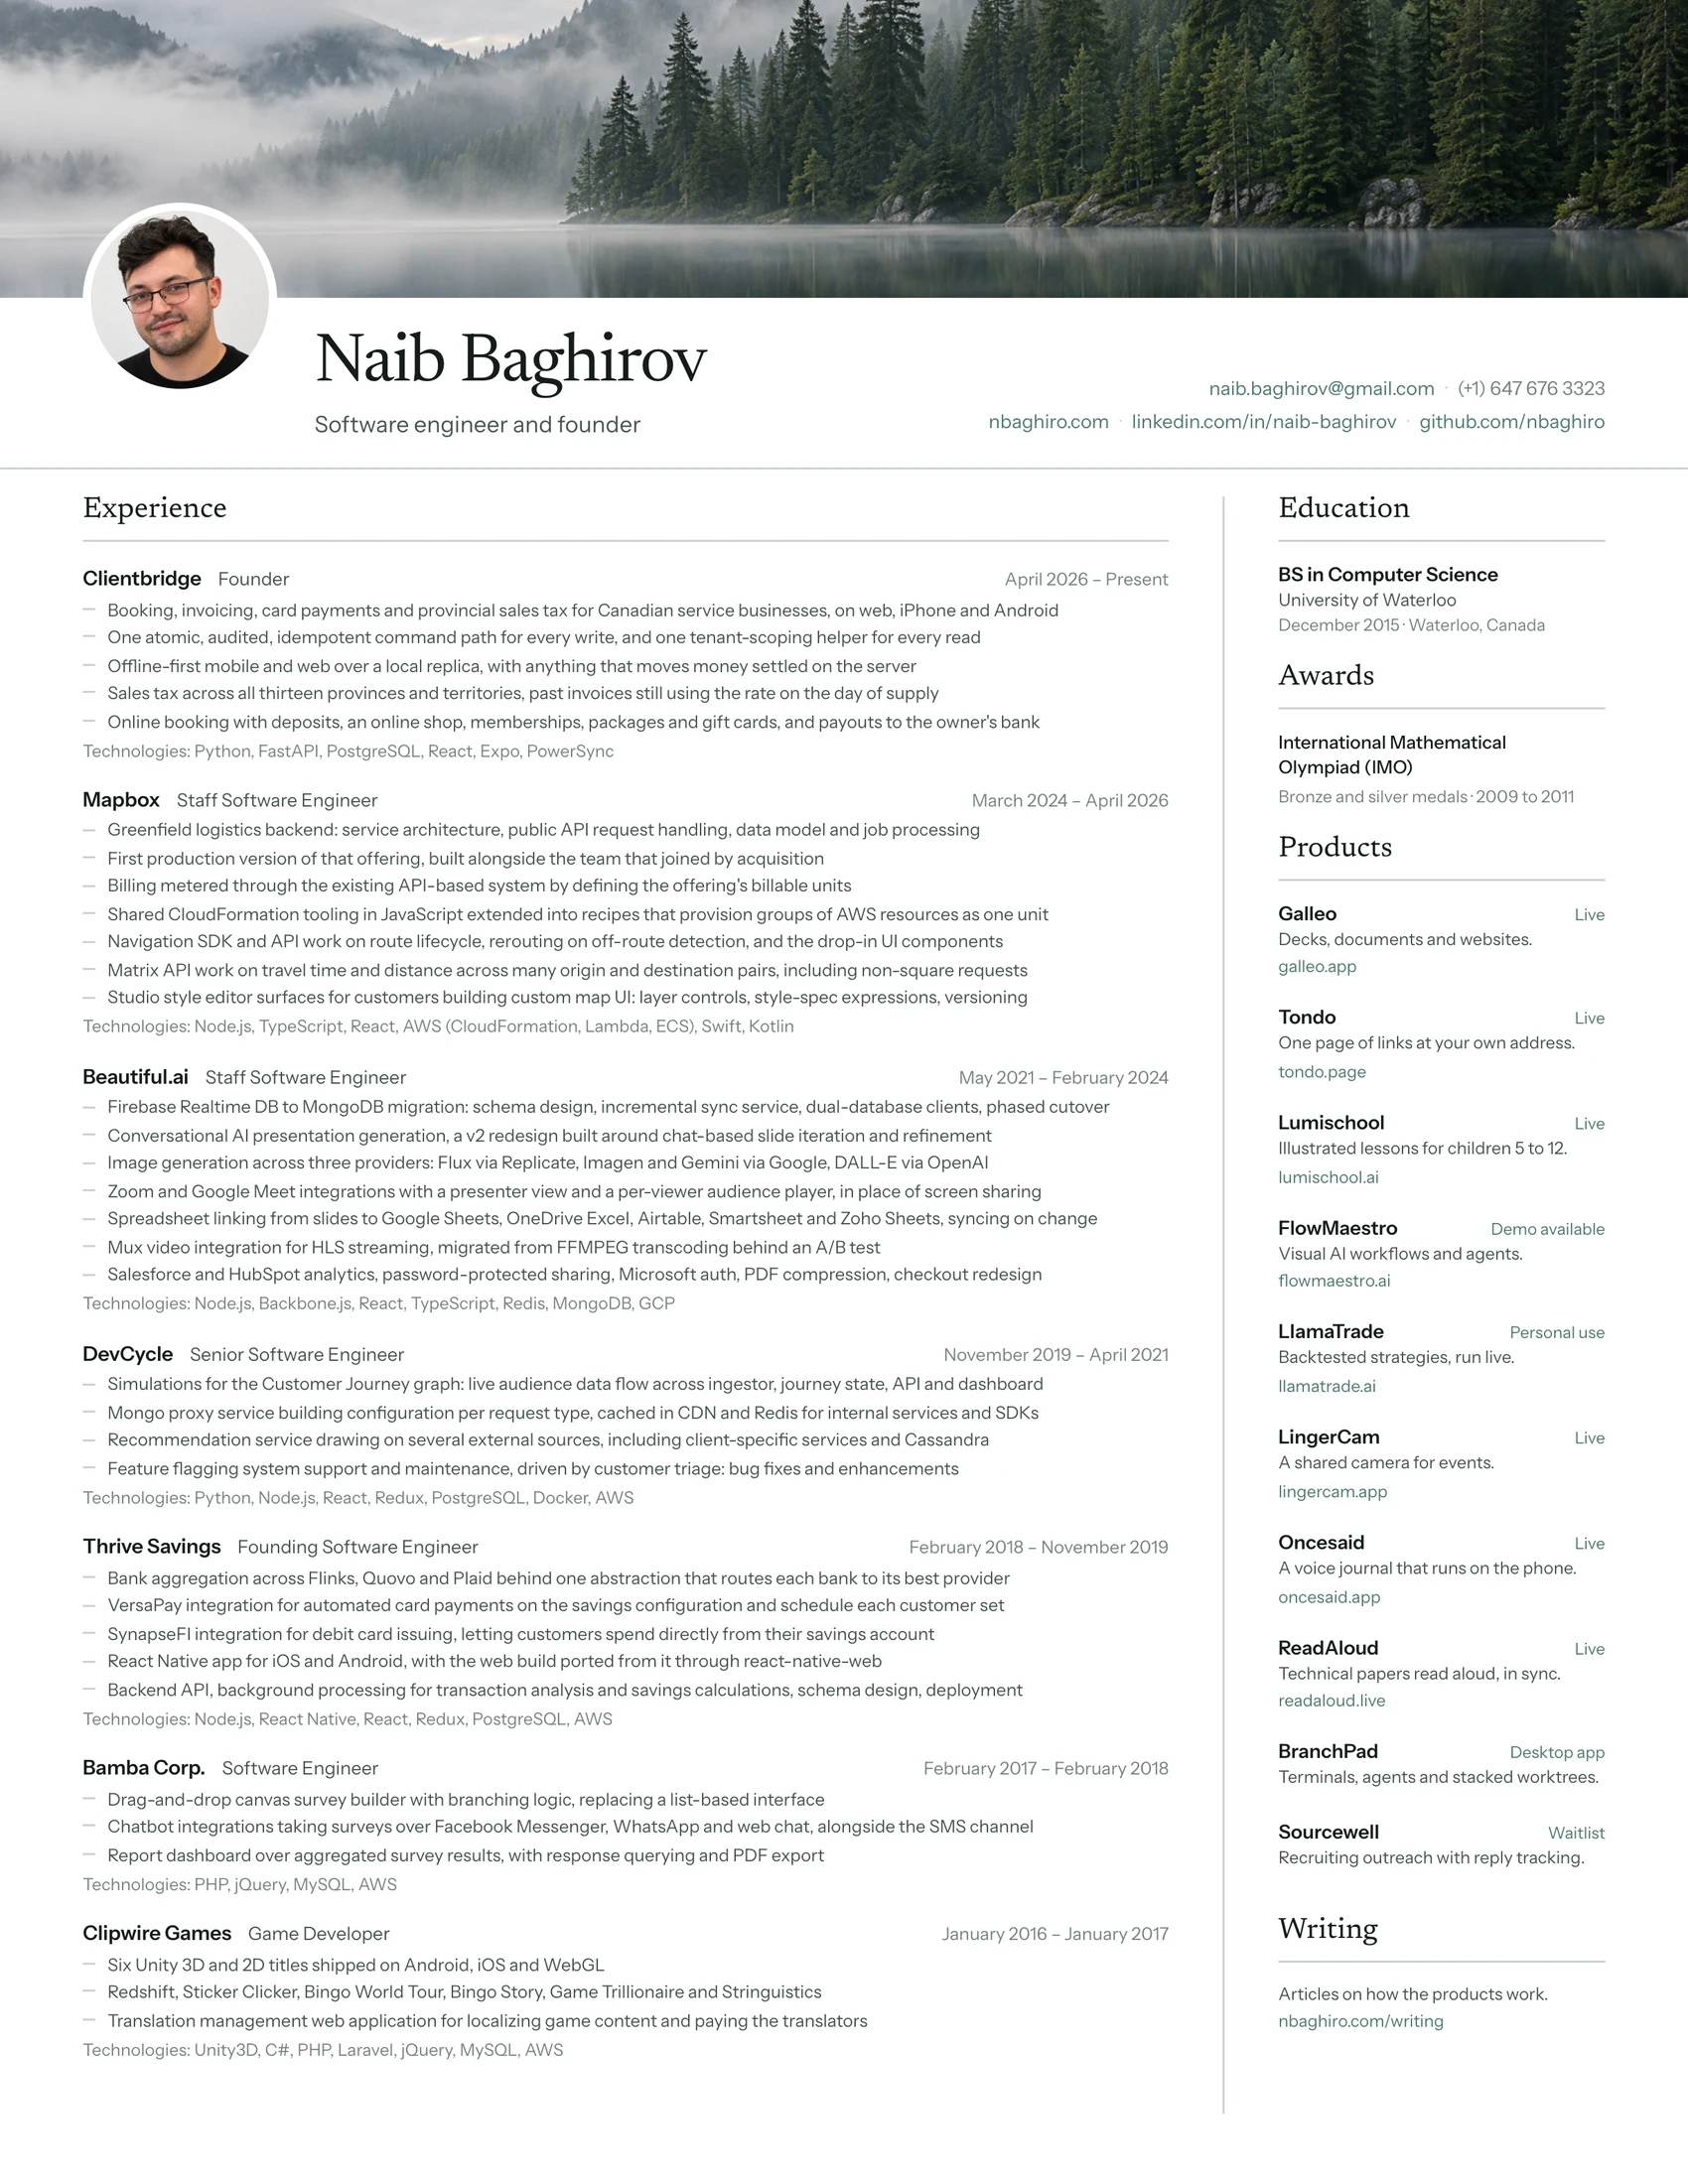 Naib Baghirov
Software engineer and founder
naib.baghirov@gmail.com · (+1) 647 676 3323
nbaghiro.com · linkedin.com/in/naib-baghirov · github.com/nbaghiro
Experience
Clientbridge Founder April 2026 – Present
— Booking, invoicing, card payments and provincial sales tax for Canadian service businesses, on web, iPhone and Android
— One atomic, audited, idempotent command path for every write, and one tenant-scoping helper for every read
— Offline-first mobile and web over a local replica, with anything that moves money settled on the server
— Sales tax across all thirteen provinces and territories, past invoices still using the rate on the day of supply
— Online booking with deposits, an online shop, memberships, packages and gift cards, and payouts to the owner's bank
Technologies: Python, FastAPI, PostgreSQL, React, Expo, PowerSync
Mapbox Staff Software Engineer March 2024 – April 2026
— Greenfield logistics backend: service architecture, public API request handling, data model and job processing
— First production version of that offering, built alongside the team that joined by acquisition
— Billing metered through the existing API-based system by defining the offering's billable units
— Shared CloudFormation tooling in JavaScript extended into recipes that provision groups of AWS resources as one unit
— Navigation SDK and API work on route lifecycle, rerouting on off-route detection, and the drop-in UI components
— Matrix API work on travel time and distance across many origin and destination pairs, including non-square requests
— Studio style editor surfaces for customers building custom map UI: layer controls, style-spec expressions, versioning
Technologies: Node.js, TypeScript, React, AWS (CloudFormation, Lambda, ECS), Swift, Kotlin
Beautiful.ai Staff Software Engineer May 2021 – February 2024
— Firebase Realtime DB to MongoDB migration: schema design, incremental sync service, dual-database clients, phased cutover
— Conversational AI presentation generation, a v2 redesign built around chat-based slide iteration and refinement
— Image generation across three providers: Flux via Replicate, Imagen and Gemini via Google, DALL-E via OpenAI
— Zoom and Google Meet integrations with a presenter view and a per-viewer audience player, in place of screen sharing
— Spreadsheet linking from slides to Google Sheets, OneDrive Excel, Airtable, Smartsheet and Zoho Sheets, syncing on change
— Mux video integration for HLS streaming, migrated from FFMPEG transcoding behind an A/B test
— Salesforce and HubSpot analytics, password-protected sharing, Microsoft auth, PDF compression, checkout redesign
Technologies: Node.js, Backbone.js, React, TypeScript, Redis, MongoDB, GCP
DevCycle Senior Software Engineer November 2019 – April 2021
— Simulations for the Customer Journey graph: live audience data flow across ingestor, journey state, API and dashboard
— Mongo proxy service building configuration per request type, cached in CDN and Redis for internal services and SDKs
— Recommendation service drawing on several external sources, including client-specific services and Cassandra
— Feature flagging system support and maintenance, driven by customer triage: bug fixes and enhancements
Technologies: Python, Node.js, React, Redux, PostgreSQL, Docker, AWS
Thrive Savings Founding Software Engineer February 2018 – November 2019
— Bank aggregation across Flinks, Quovo and Plaid behind one abstraction that routes each bank to its best provider
— VersaPay integration for automated card payments on the savings configuration and schedule each customer set
— SynapseFI integration for debit card issuing, letting customers spend directly from their savings account
— React Native app for iOS and Android, with the web build ported from it through react-native-web
— Backend API, background processing for transaction analysis and savings calculations, schema design, deployment
Technologies: Node.js, React Native, React, Redux, PostgreSQL, AWS
Bamba Corp. Software Engineer February 2017 – February 2018
— Drag-and-drop canvas survey builder with branching logic, replacing a list-based interface
— Chatbot integrations taking surveys over Facebook Messenger, WhatsApp and web chat, alongside the SMS channel
— Report dashboard over aggregated survey results, with response querying and PDF export
Technologies: PHP, jQuery, MySQL, AWS
Clipwire Games Game Developer January 2016 – January 2017
— Six Unity 3D and 2D titles shipped on Android, iOS and WebGL
— Redshift, Sticker Clicker, Bingo World Tour, Bingo Story, Game Trillionaire and Stringuistics
— Translation management web application for localizing game content and paying the translators
Technologies: Unity3D, C#, PHP, Laravel, jQuery, MySQL, AWS
Education
BS in Computer Science
University of Waterloo
December 2015 · Waterloo, Canada
Awards
International Mathematical
Olympiad (IMO)
Bronze and silver medals · 2009 to 2011
Products
Galleo Live
Decks, documents and websites.
galleo.app
Tondo Live
One page of links at your own address.
tondo.page
Lumischool Live
Illustrated lessons for children 5 to 12.
lumischool.ai
FlowMaestro Demo available
Visual AI workflows and agents.
flowmaestro.ai
LlamaTrade Personal use
Backtested strategies, run live.
llamatrade.ai
LingerCam Live
A shared camera for events.
lingercam.app
Oncesaid Live
A voice journal that runs on the phone.
oncesaid.app
ReadAloud Live
Technical papers read aloud, in sync.
readaloud.live
BranchPad Desktop app
Terminals, agents and stacked worktrees.
Sourcewell Waitlist
Recruiting outreach with reply tracking.
Writing
Articles on how the products work.
nbaghiro.com/writing